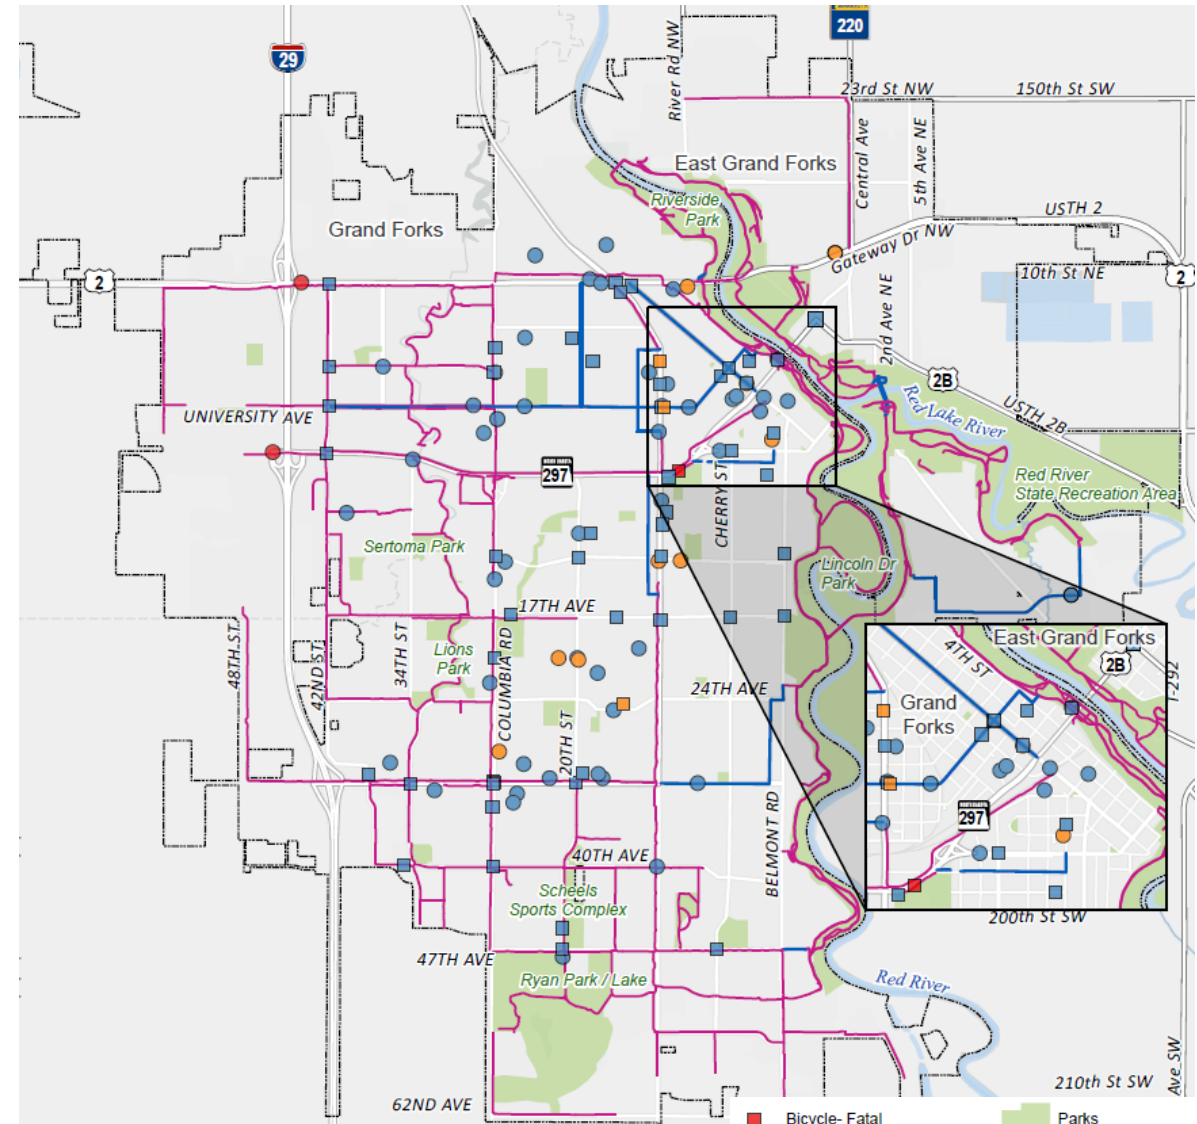 220
29
River Rd NW
23rd St NW
150th St SW
Central Ave
5th Ave NE
East Grand Forks
Riverside
Park
Grand Forks
USTH 2
Gateway Dr NW
2
10th St NE
2
2nd Ave NE
2B
USTH 2B
UNIVERSITY AVE
Red Lake River
297
CHERRY ST
Red River
State Recreation Area
Sertoma Park
Lincoln Dr
Park
17TH AVE
48TH ST
42ND ST
34TH ST
Lions
Park
COLUMBIA RD
24TH AVE
20TH ST
East Grand Forks
4TH ST
2B
T-292
Grand
Forks
297
BELMONT RD
40TH AVE
Scheels
Sports Complex
200th St SW
47TH AVE
Ryan Park / Lake
Red River
62ND AVE
210th St SW
Ave SW
Bicycle- Fatal
Parks